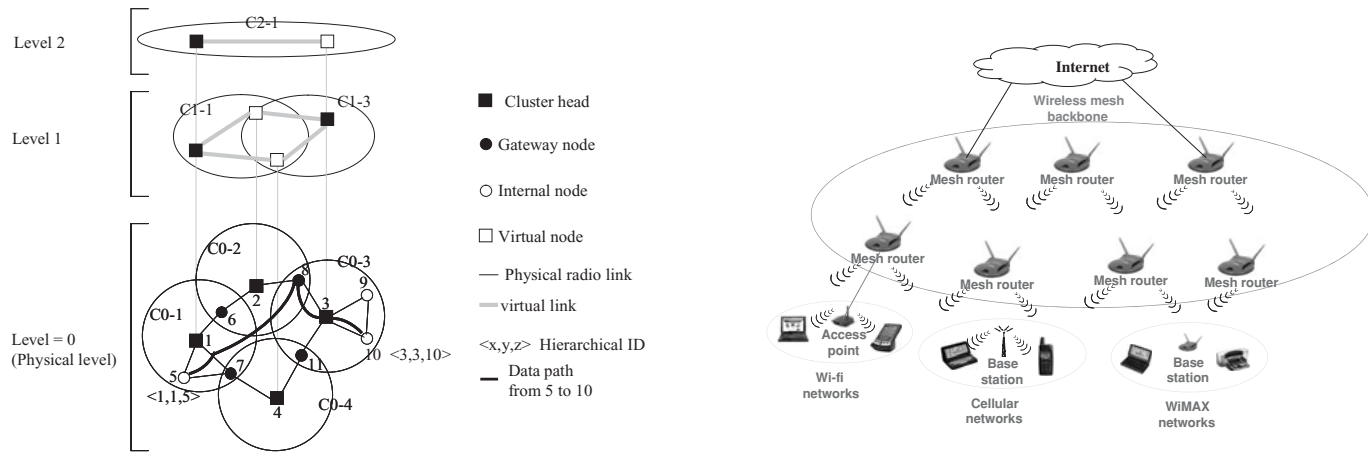 C2-1
Level 2
C1-1
C1-3
Level 1
Cluster head
Gateway node
Internal node
Virtual node
Physical radio link
virtual link
<x,y,z> Hierarchical ID
Data path
from 5 to 10
C0-2
C0-3
8
9
2
3
C0-1
6
Level = 0
(Physical level)
1
11
10 <3,3,10>
5
7
<1,1,5>
4
C0-4
Internet
Wireless mesh
backbone
Mesh router
Mesh router
Mesh router
Mesh router
Mesh router
Mesh router
Mesh router
Access
point
Wi-fi
networks
Base
station
Cellular
networks
Base
station
WiMAX
networks